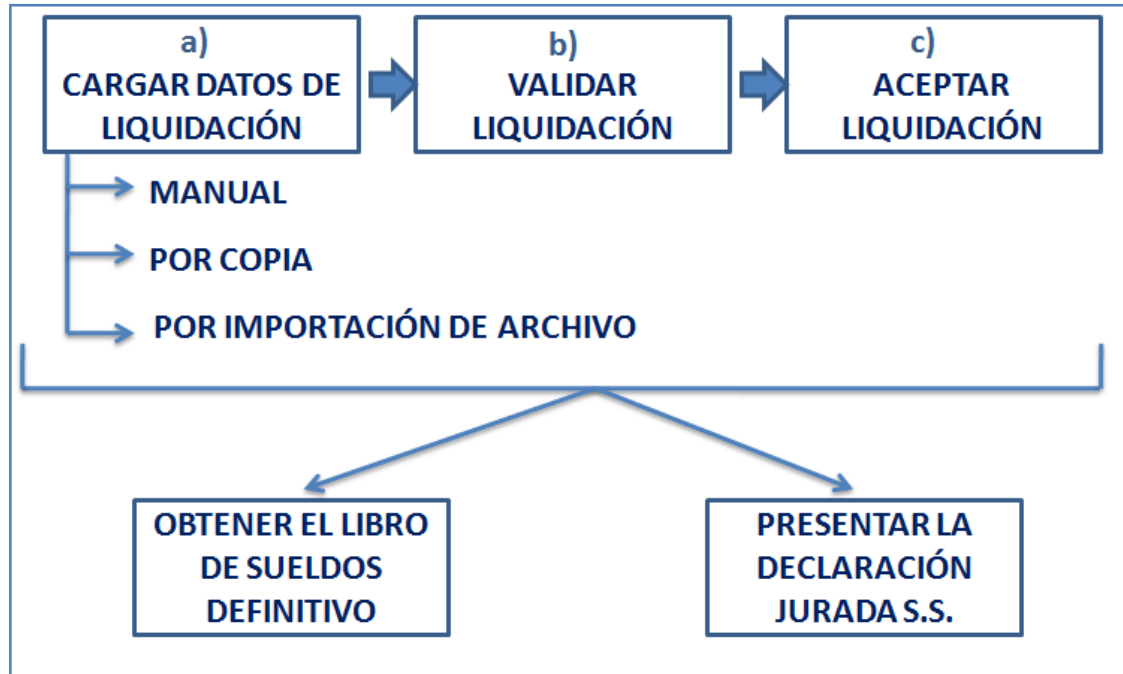 a)
CARGAR DATOS DE
LIQUIDACIÓN
b)
VALIDAR
LIQUIDACIÓN
c)
ACEPTAR
LIQUIDACIÓN
MANUAL
POR COPIA
POR IMPORTACIÓN DE ARCHIVO
OBTENER EL LIBRO
DE SUELDOS
DEFINITIVO
PRESENTAR LA
DECLARACIÓN
JURADA S.S.